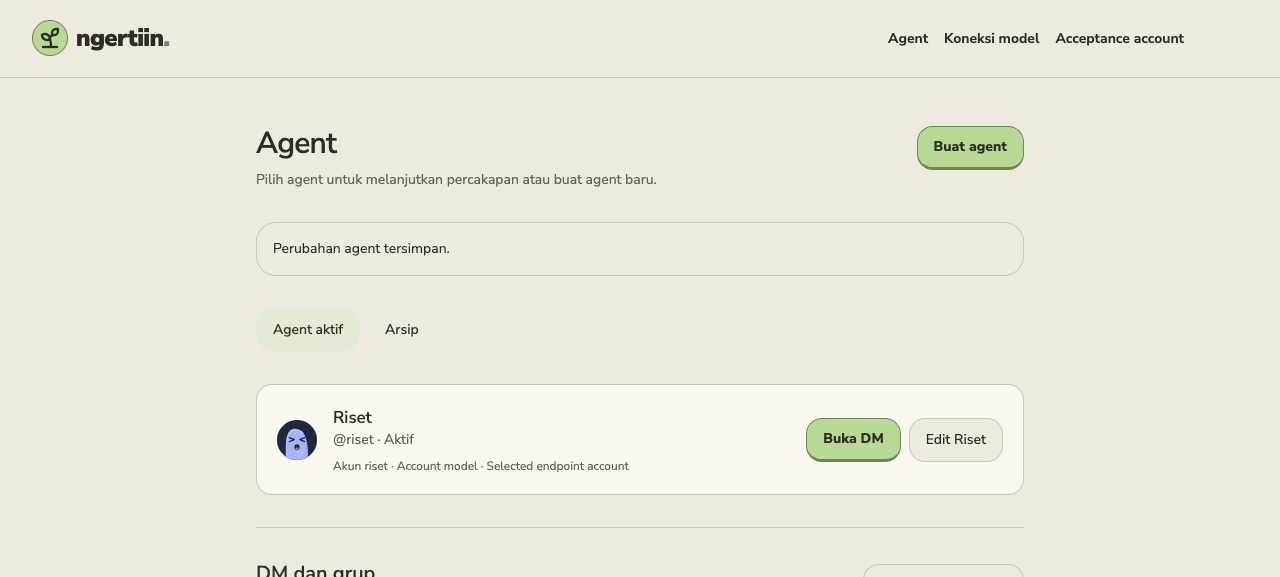 ngertiin.
Agent Koneksi model Acceptance account
Agent
Buat agent
Pilih agent untuk melanjutkan percakapan atau buat agent baru.
Perubahan agent tersimpan.
Agent aktif Arsip
Riset
@riset · Aktif
Akun riset · Account model · Selected endpoint account
Buka DM Edit Riset
DM dan grup